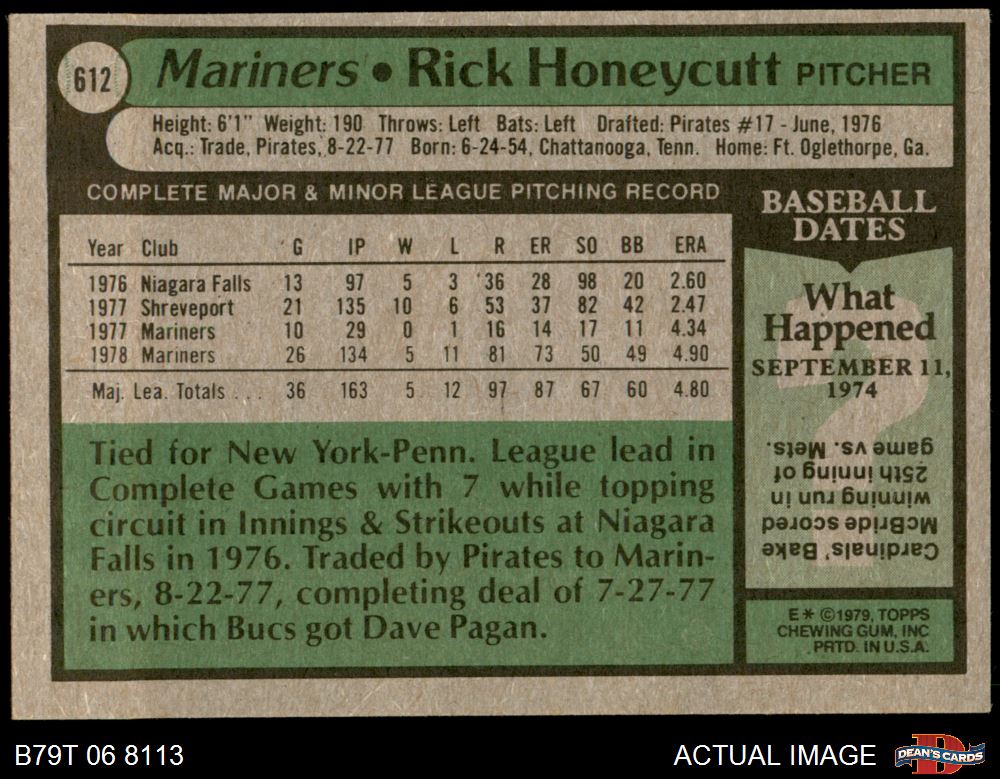 612
Mariners • Rick Honeycutt PITCHER
Height: 6'1" Weight: 190 Throws: Left Bats: Left Drafted: Pirates #17 - June, 1976
Acq.: Trade, Pirates, 8-22-77 Born: 6-24-54, Chattanooga, Tenn. Home: Ft. Oglethorpe, Ga.
COMPLETE MAJOR & MINOR LEAGUE PITCHING RECORD
Year Club G IP W L R ER SO BB ERA
1976 Niagara Falls 13 97 5 3 36 28 98 20 2.60
1977 Shreveport 21 135 10 6 53 37 82 42 2.47
1977 Mariners 10 29 0 1 16 14 17 11 4.34
1978 Mariners 26 134 5 11 81 73 50 49 4.90
Maj. Lea. Totals ... 36 163 5 12 97 87 67 60 4.80
Tied for New York-Penn. League lead in
Complete Games with 7 while topping
circuit in Innings & Strikeouts at Niagara
Falls in 1976. Traded by Pirates to Marin-
ers, 8-22-77, completing deal of 7-27-77
in which Bucs got Dave Pagan.
BASEBALL
DATES
What
Happened
SEPTEMBER 11,
1974
?
Cardinals' Bake
McBride scored
winning run in
25th inning of
game vs. Mets.
E * ©1979, TOPPS
CHEWING GUM, INC
PRTD. IN U.S.A.
B79T 06 8113
ACTUAL IMAGE
DEAN'S CARDS